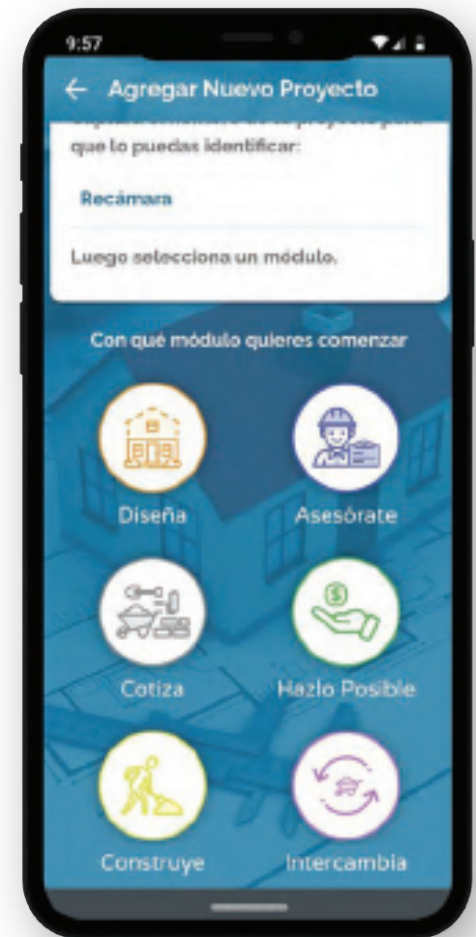 9:57
Agregar Nuevo Proyecto
que lo puedas identificar:
Recámara
Luego selecciona un módulo.
Con qué módulo quieres comenzar
Diseña
Asesórate
Cotiza
Hazlo Posible
Construye
Intercambia
$